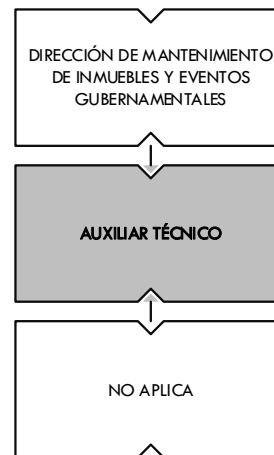 DIRECCIÓN DE MANTENIMIENTO
DE INMUEBLES Y EVENTOS
GUBERNAMENTALES
AUXILIAR TÉCNICO
NO APLICA